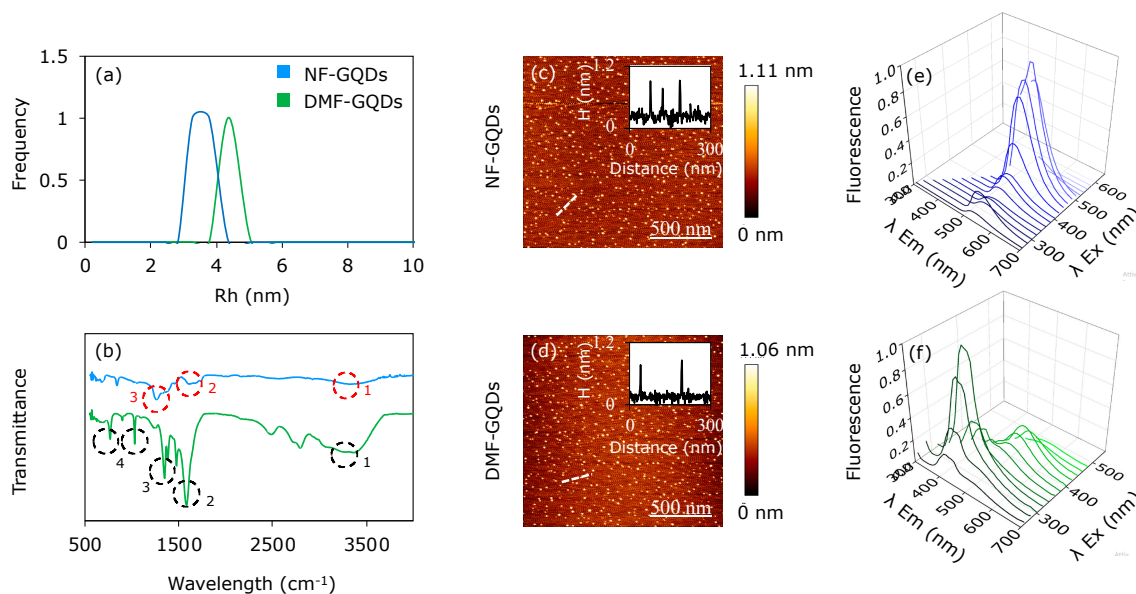 (a)
NF-GQDs
DMF-GQDs
1.5
1
0.5
0
Frequency
0 2 4 6 8 10
Rh (nm)
(b)
3
2
1
4
3
2
1
Transmittance
500 1500 2500 3500
Wavelength (cm-1)
NF-GQDs
(c)
1.2
H (nm)
0
0 300
Distance (nm)
500 nm
1.11 nm
0 nm
DMF-GQDs
(d)
1.2
H (nm)
0
0 300
Distance (nm)
500 nm
1.06 nm
0 nm
(e)
Fluorescence
1.0
0.8
0.6
0.4
0.2
400
500
600
700
λ Em (nm)
300
400
500
600
λ Ex (nm)
(f)
Fluorescence
1.0
0.8
0.6
0.4
0.2
400
500
600
700
λ Em (nm)
300
400
500
λ Ex (nm)